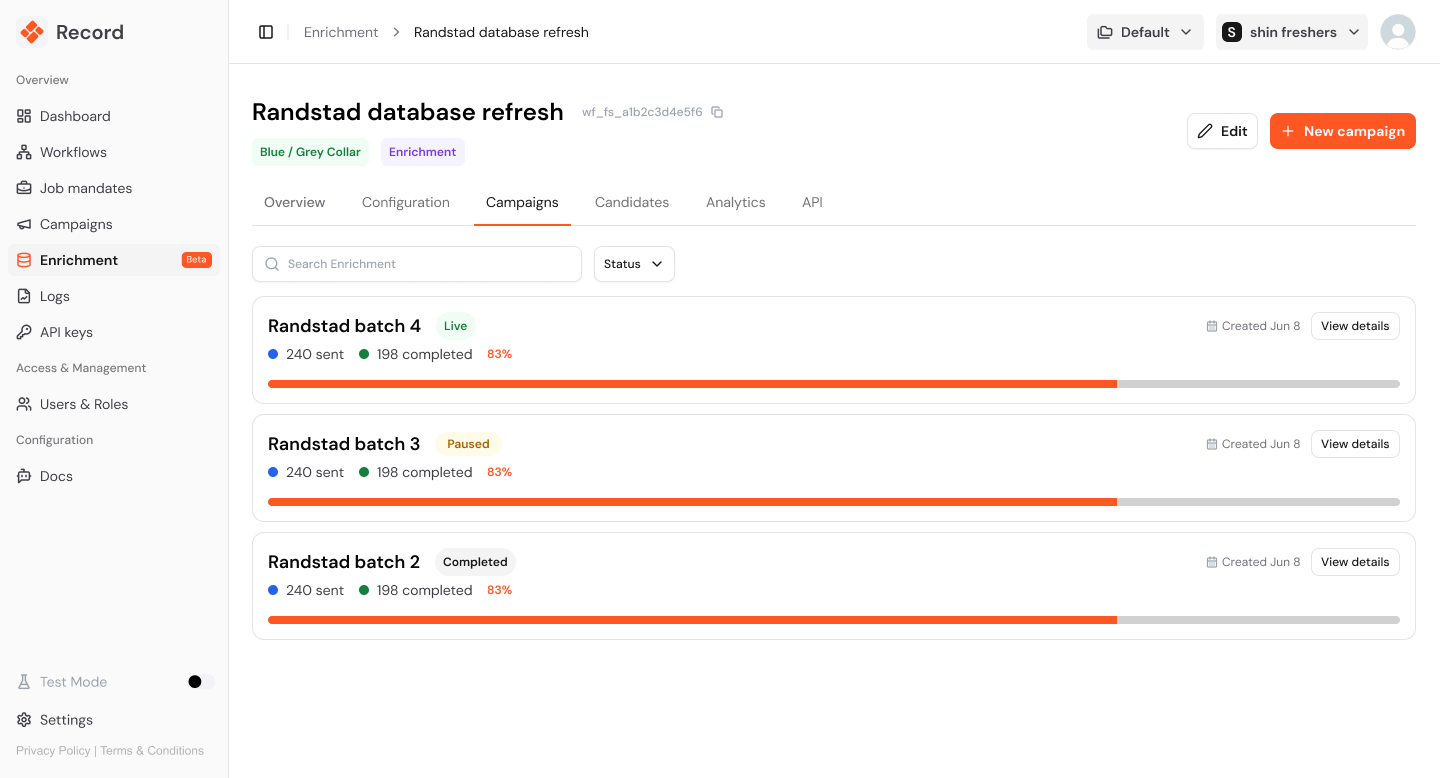 Record
Overview
Dashboard
Workflows
Job mandates
Campaigns
Enrichment Beta
Logs
API keys
Access & Management
Users & Roles
Configuration
Docs
Test Mode
Settings
Privacy Policy | Terms & Conditions
Enrichment > Randstad database refresh
Default
S shin freshers
Randstad database refresh wf_fs_a1b2c3d4e5f6
Blue / Grey Collar Enrichment
Edit
New campaign
Overview Configuration Campaigns Candidates Analytics API
Search Enrichment Status
Randstad batch 4 Live Created Jun 8 View details
240 sent 198 completed 83%
Randstad batch 3 Paused Created Jun 8 View details
240 sent 198 completed 83%
Randstad batch 2 Completed Created Jun 8 View details
240 sent 198 completed 83%